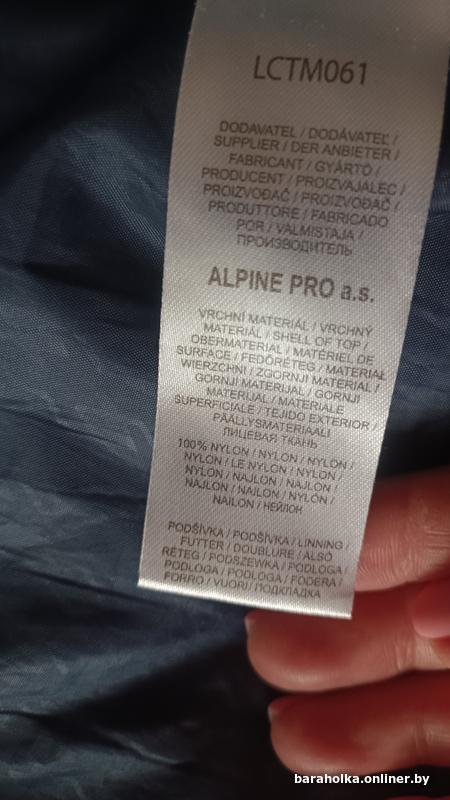 LCTM061
DODAVATEL / DODÁVATEĽ /
SUPPLIER / DER ANBIETER /
FABRICANT / GYÁRTÓ /
PRODUCENT / PROIZVAJALEC /
PROIZVOĐAČ / PROIZVOĐAČ /
PRODUTTORE / FABRICADO
POR / VALMISTAJA /
ПРОИЗВОДИТЕЛЬ
ALPINE PRO a.s.
VRCHNÍ MATERIÁL / VRCHNÝ
MATERIÁL / SHELL OF TOP /
OBERMATERIAL / MATÉRIEL DE
SURFACE / FEDŐRÉTEG / MATERIAŁ
WIERZCHNI / ZGORNJI MATERIAL /
GORNJI MATERIJAL / GORNJI
MATERIJAL / MATERIALE
SUPERFICIALE / TEJIDO EXTERIOR /
PÄÄLLYSMATERIAALI /
ЛИЦЕВАЯ ТКАНЬ
100% NYLON / NYLON / NYLON /
NYLON / LE NYLON / NYLON /
NYLON / NAJLON / NAJLON /
NAJLON / NAILON / NYLÓN /
NAILON / НЕЙЛОН
PODŠÍVKA / PODŠÍVKA / LINNING /
FUTTER / DOUBLURE / ALSÓ
RÉTEG / PODSZEWKA / PODLOGA /
PODLOGA / PODLOGA / FODERA /
FORRO / VUORI / ПОДКЛАДКА
baraholka.onliner.by